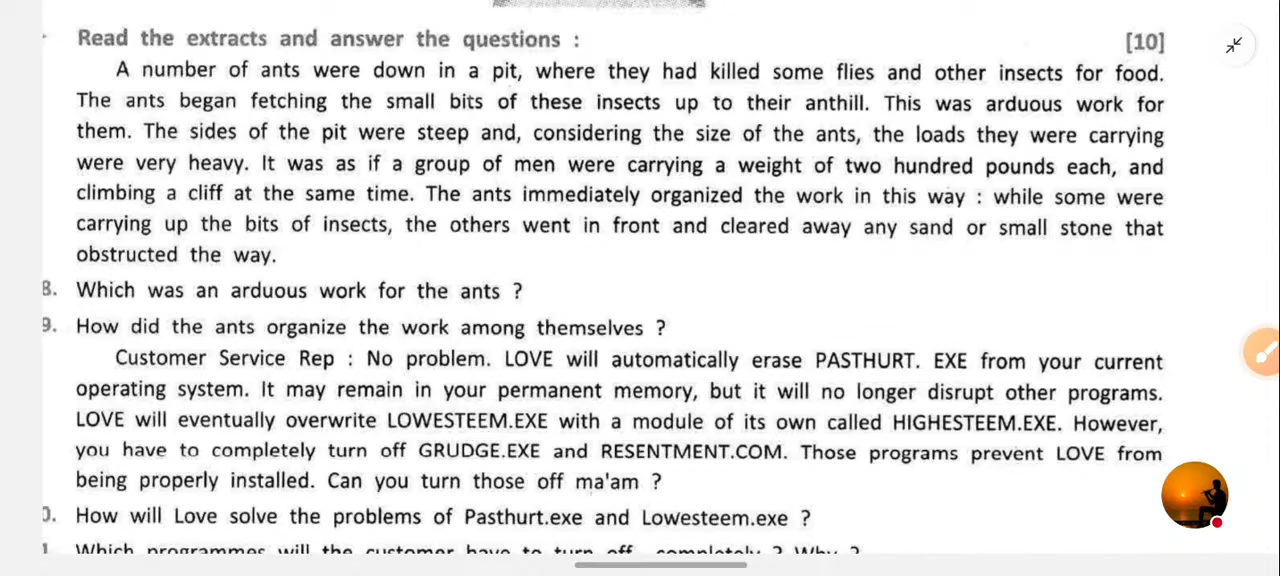 Read the extracts and answer the questions : [10]
A number of ants were down in a pit, where they had killed some flies and other insects for food.
The ants began fetching the small bits of these insects up to their anthill. This was arduous work for
them. The sides of the pit were steep and, considering the size of the ants, the loads they were carrying
were very heavy. It was as if a group of men were carrying a weight of two hundred pounds each, and
climbing a cliff at the same time. The ants immediately organized the work in this way : while some were
carrying up the bits of insects, the others went in front and cleared away any sand or small stone that
obstructed the way.
8. Which was an arduous work for the ants ?
9. How did the ants organize the work among themselves ?
Customer Service Rep : No problem. LOVE will automatically erase PASTHURT. EXE from your current
operating system. It may remain in your permanent memory, but it will no longer disrupt other programs.
LOVE will eventually overwrite LOWESTEEM.EXE with a module of its own called HIGHESTEEM.EXE. However,
you have to completely turn off GRUDGE.EXE and RESENTMENT.COM. Those programs prevent LOVE from
being properly installed. Can you turn those off ma'am ?
0. How will Love solve the problems of Pasthurt.exe and Lowesteem.exe ?
1. Which programmes will the customer have to turn off completely ? Why ?